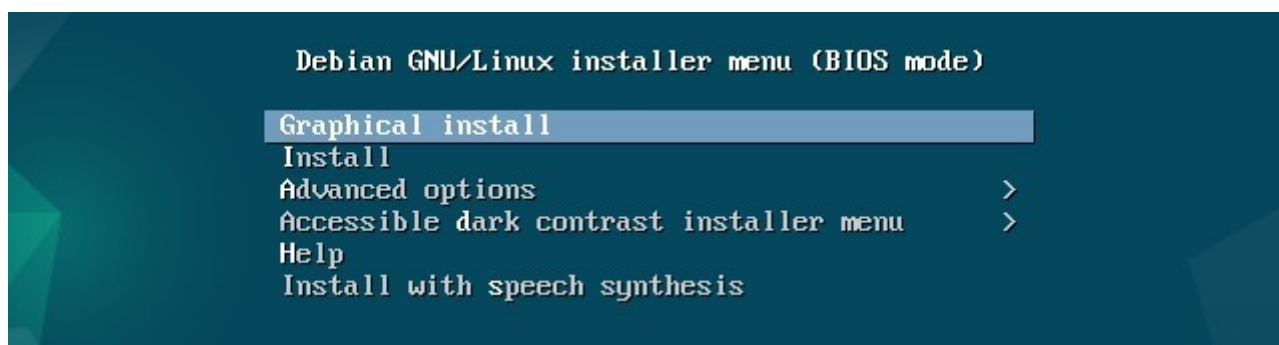 Debian GNU/Linux installer menu (BIOS mode)
Graphical install
Install
Advanced options >
Accessible dark contrast installer menu >
Help
Install with speech synthesis